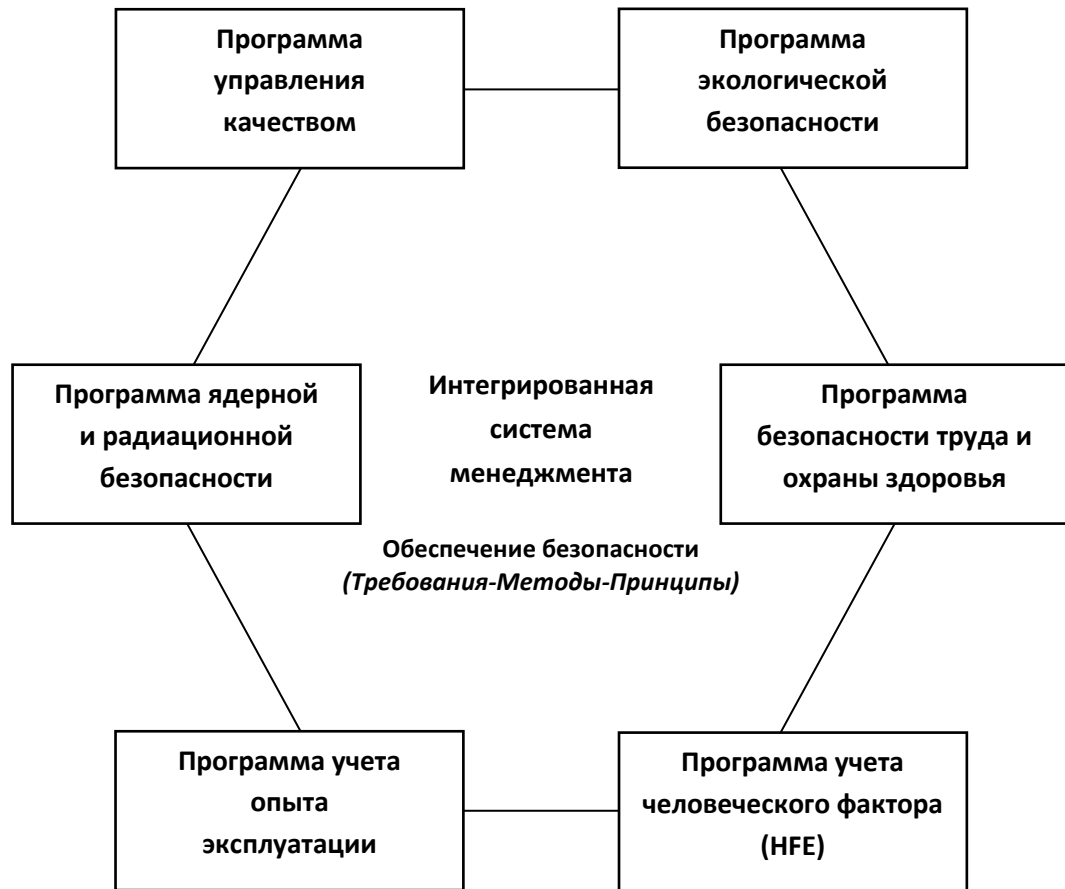 Программа
управления
качеством
Программа
экологической
безопасности
Программа ядерной
и радиационной
безопасности
Интегрированная
система
менеджмента
Программа
безопасности труда и
охраны здоровья
Обеспечение безопасности
(Требования-Методы-Принципы)
Программа учета
опыта
эксплуатации
Программа учета
человеческого фактора
(HFE)